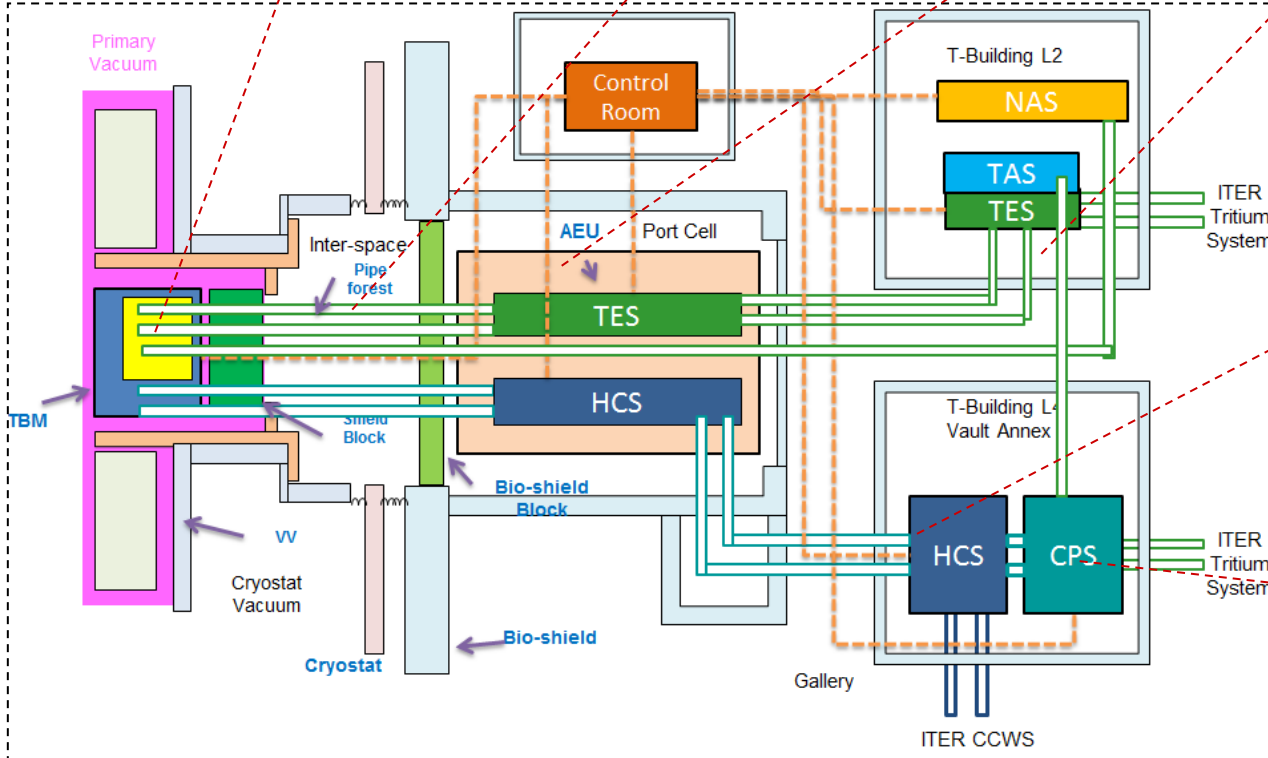 Primary
Vacuum
Control
Room
T-Building L2
NAS
TAS
TES
ITER
Tritium
System
Inter-space
Pipe
forest
AEU
Port Cell
TES
HCS
TBM
Shield
Block
Bio-shield
Block
VV
Cryostat
Vacuum
Cryostat
Bio-shield
T-Building L4
Vault Annex
HCS
CPS
ITER
Tritium
System
Gallery
ITER CCWS